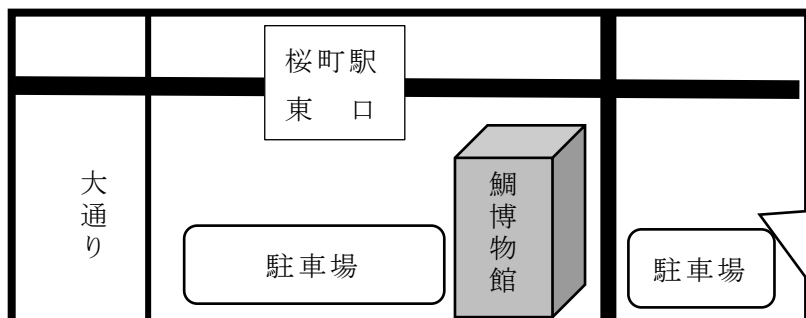 桜町駅
東　口
大通り
鯛博物館
駐車場
駐車場